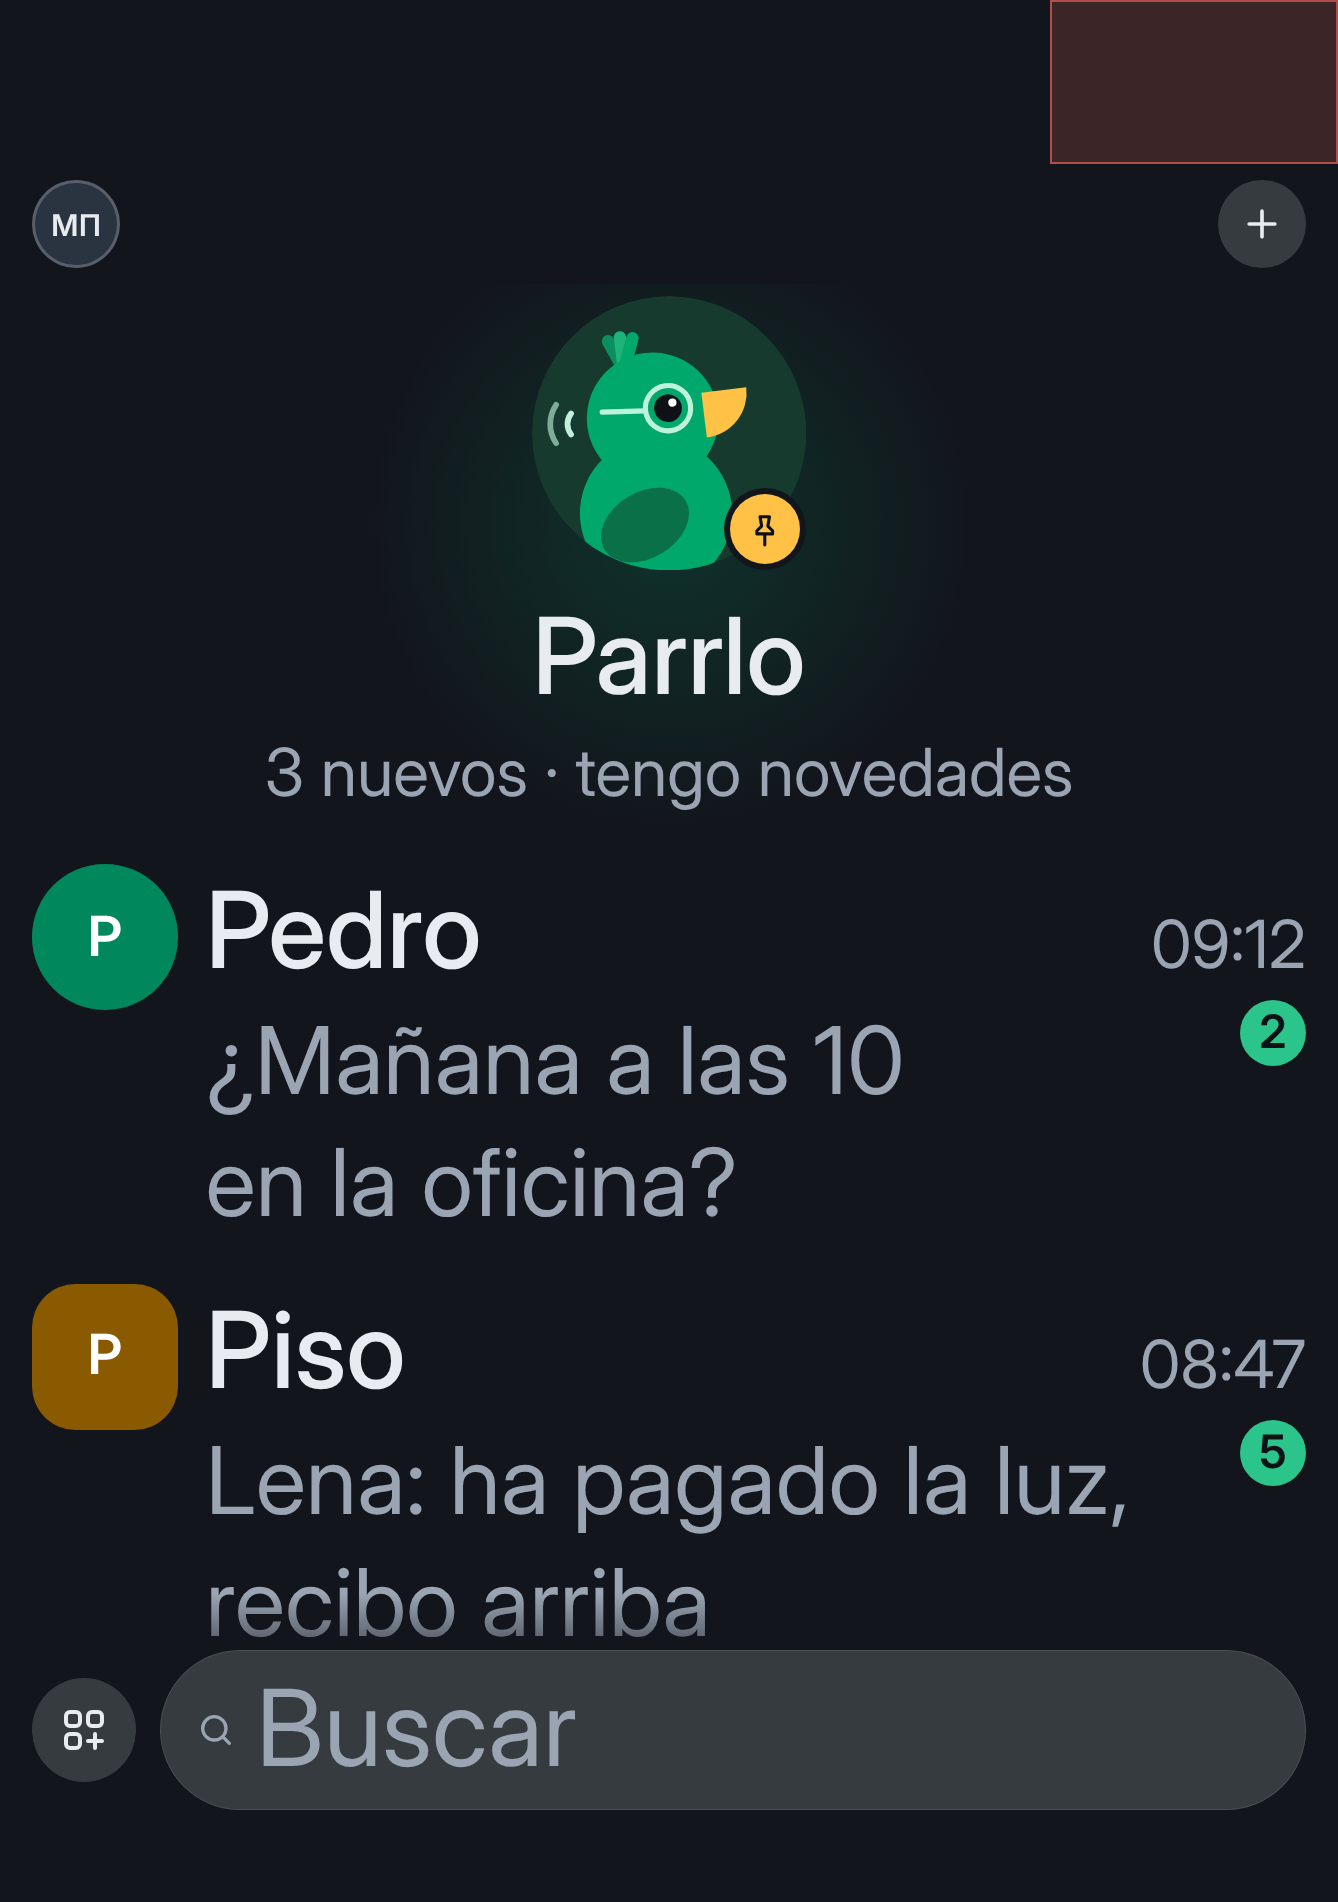 МП
Parrlo
3 nuevos · tengo novedades
P
Pedro
09:12
¿Mañana a las 10
2
en la oficina?
P
Piso
08:47
Lena: ha pagado la luz,
5
recibo arriba
Buscar